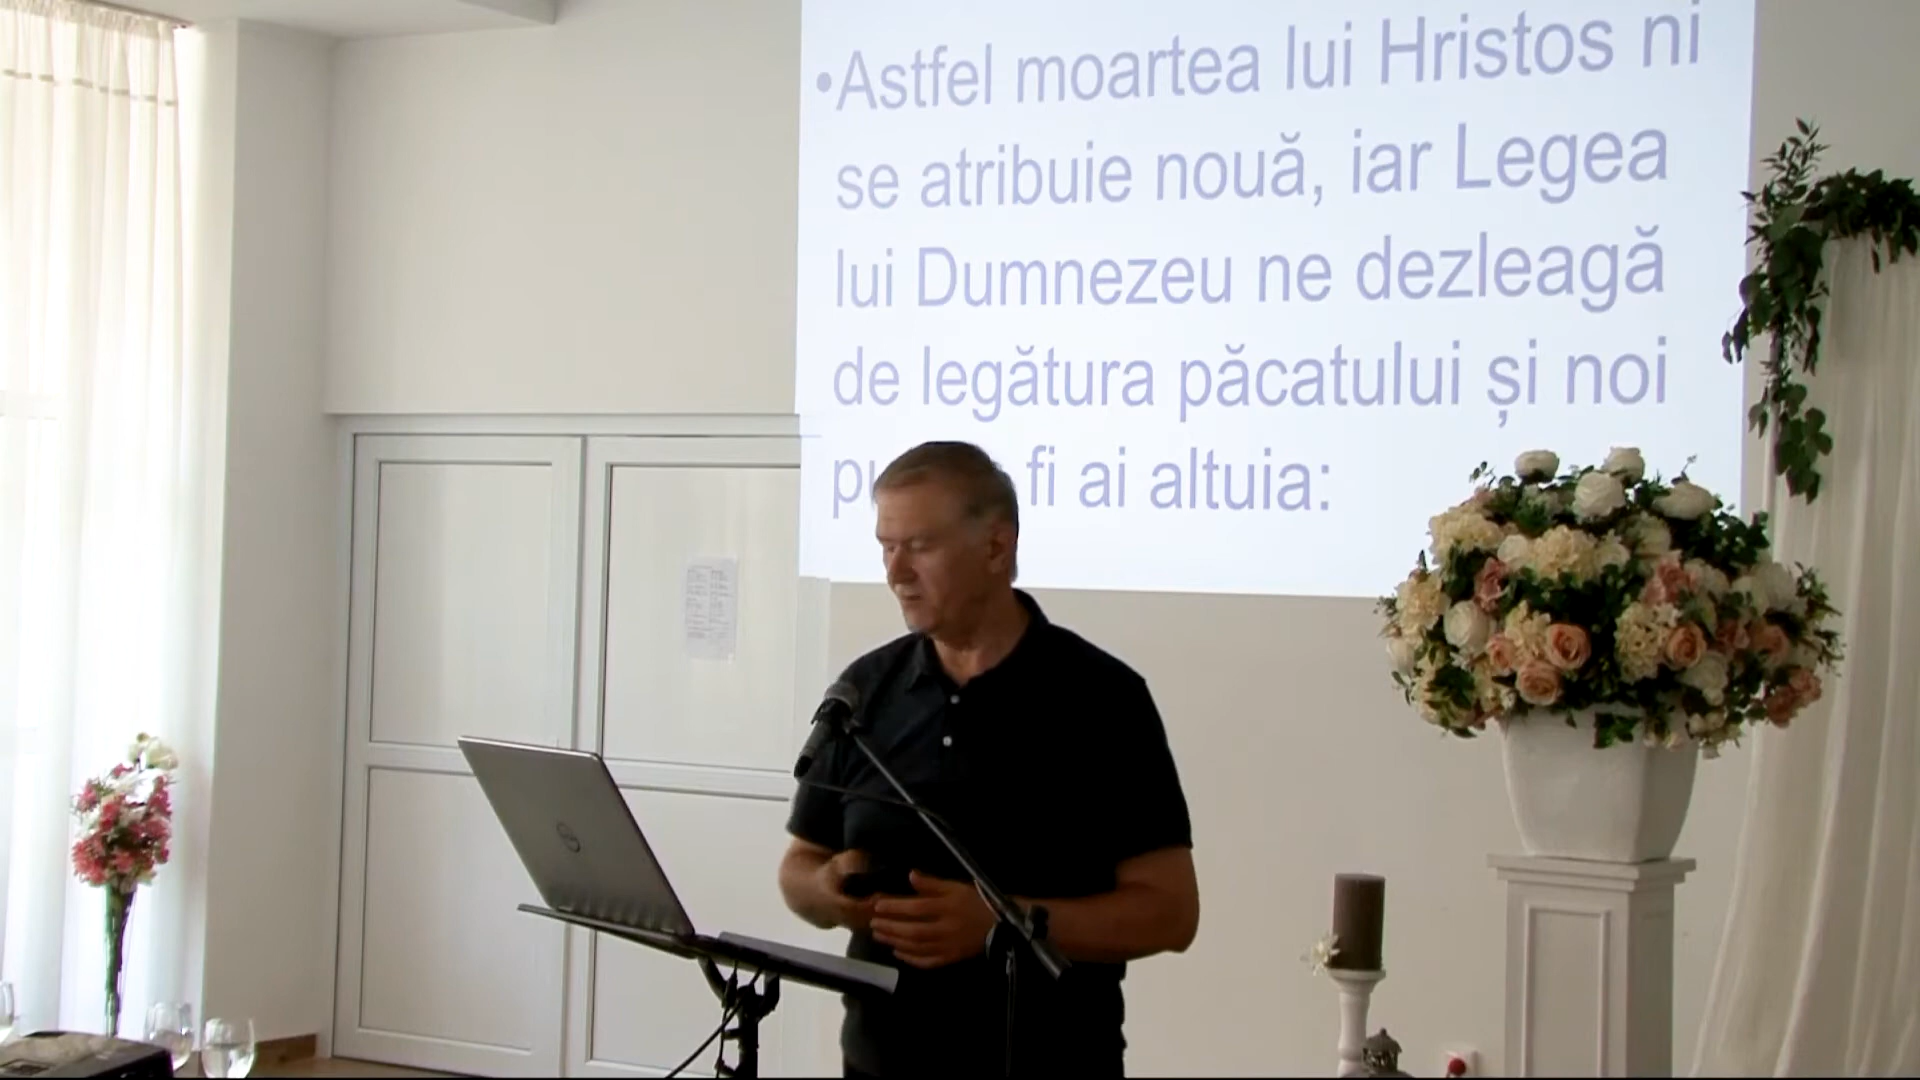 •Astfel moartea lui Hristos ni
se atribuie nouă, iar Legea
lui Dumnezeu ne dezleagă
de legătura păcatului și noi
fi ai altuia: